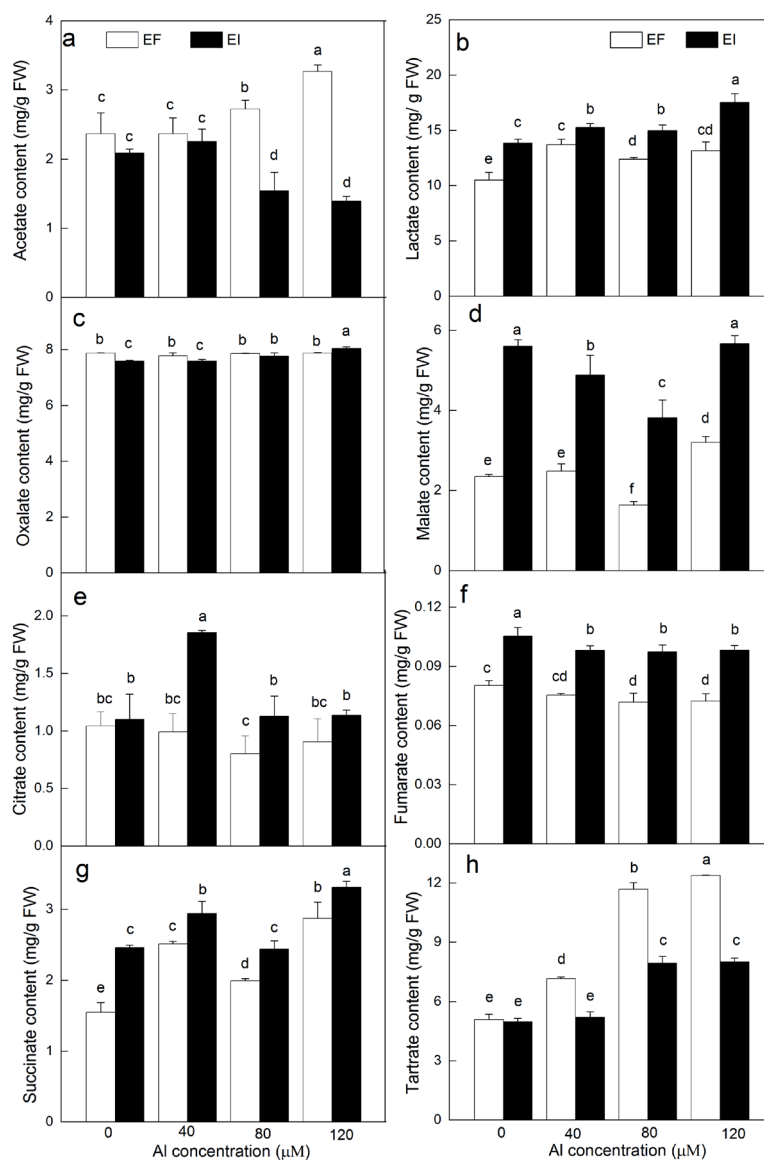 a
EF
EI
Acetate content (mg/g FW)
4
3
2
1
0
c
c
c
c
b
d
a
d
b
EF
EI
Lactate content (mg/ g FW)
25
20
15
10
5
0
e
c
c
b
d
b
cd
a
c
Oxalate content (mg/g FW)
8
6
4
2
0
b
c
b
c
b
b
b
a
d
Malate content (mg/g FW)
6
4
2
0
e
a
e
b
f
c
d
a
e
Citrate content (mg/g FW)
2.0
1.5
1.0
0.5
0.0
bc
b
bc
a
c
b
bc
b
f
Fumarate content (mg/g FW)
0.12
0.09
0.06
0.03
0.00
c
a
cd
b
d
b
d
b
g
Succinate content (mg/g FW)
3
2
1
0
e
c
c
b
d
c
b
a
0 40 80 120
Al concentration (μM)
h
Tartrate content (mg/g FW)
12
9
6
3
0
e
e
d
e
b
c
a
c
0 40 80 120
Al concentration (μM)